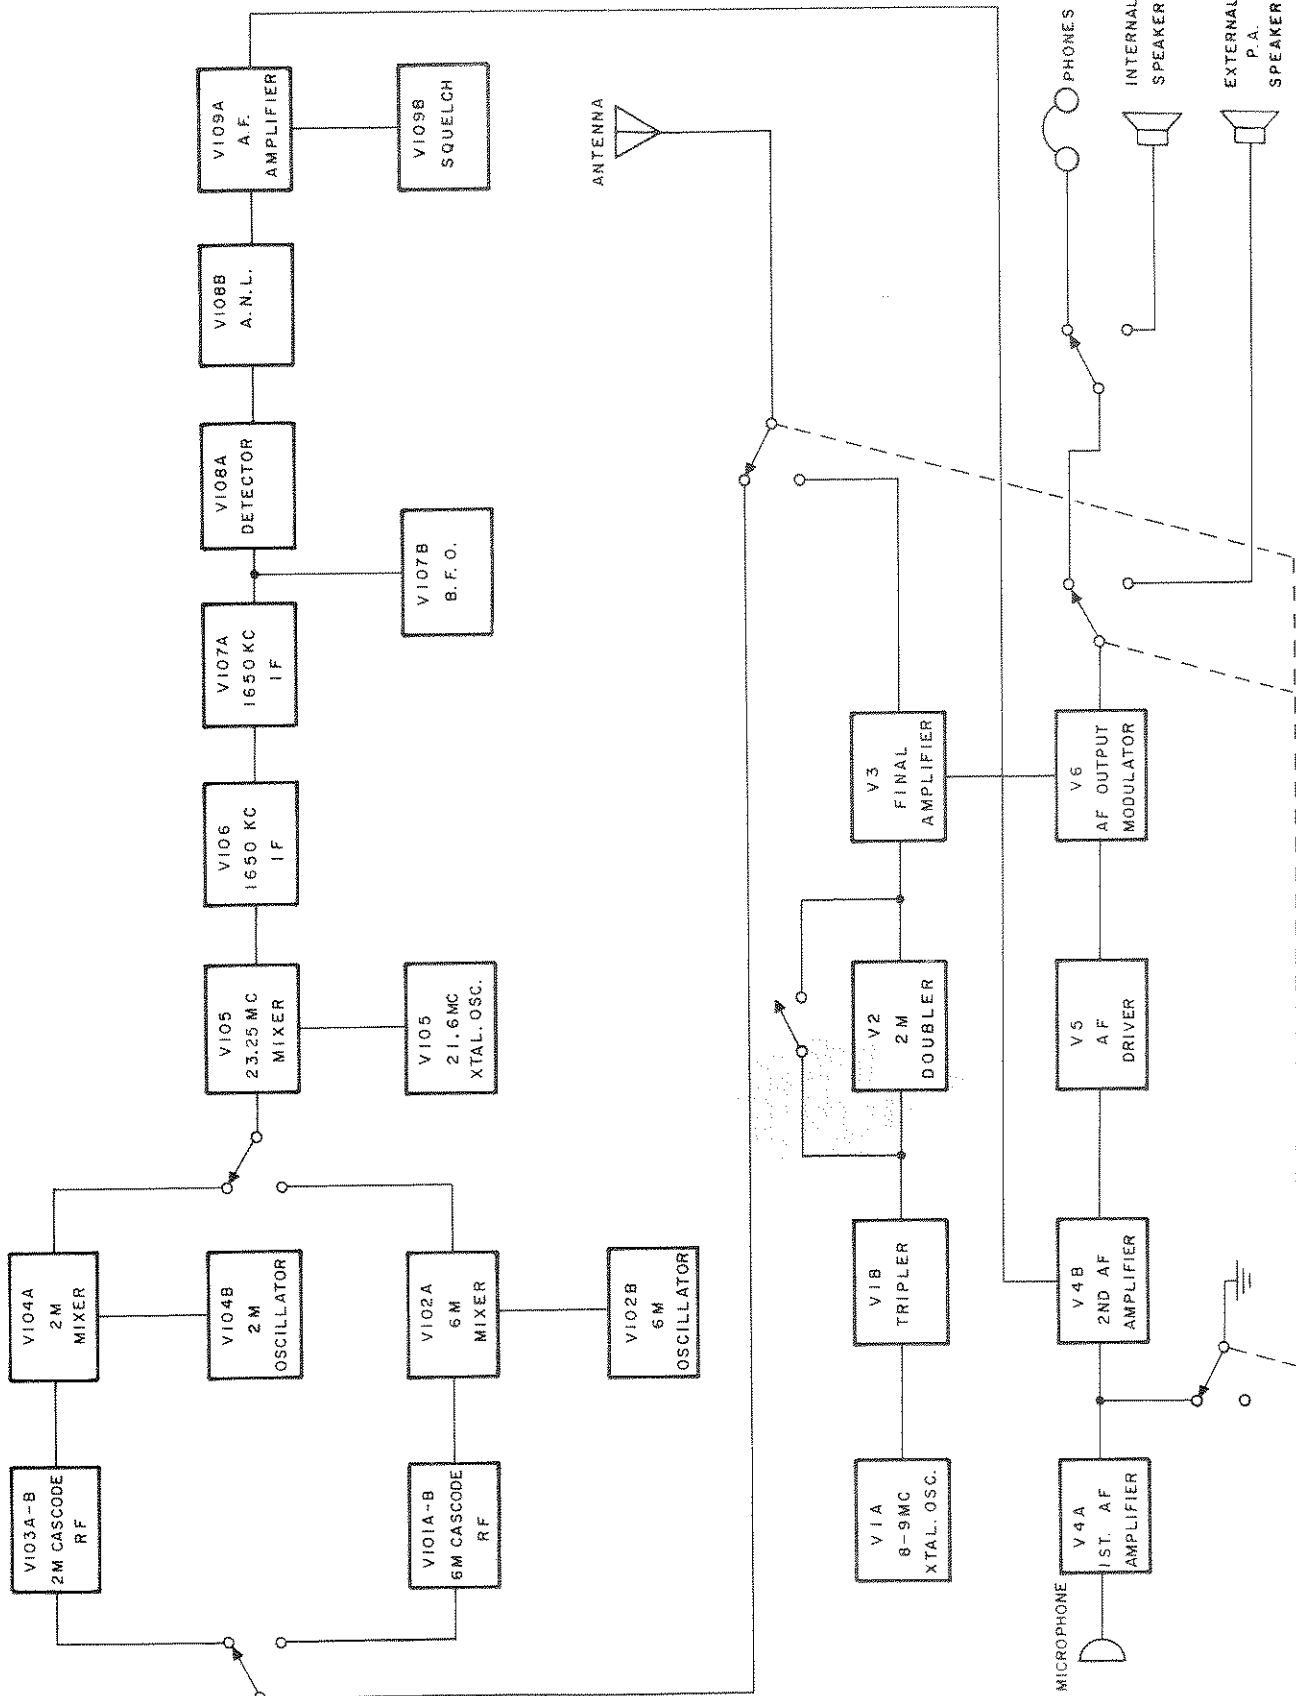 V103A-B
2M CASCODE
RF
V104A
2M
MIXER
V104B
2M
OSCILLATOR
V101A-B
6M CASCODE
RF
V102A
6M
MIXER
V102B
6M
OSCILLATOR
V105
23.25 MC
MIXER
V105
21.6MC
XTAL. OSC.
V106
1650 KC
IF
V107A
1650 KC
IF
V107B
B.F.O.
V108A
DETECTOR
V108B
A.N.L.
V109A
A.F.
AMPLIFIER
V109B
SQUELCH
ANTENNA
V1A
8-9MC
XTAL. OSC.
V1B
TRIPLER
V2
2M
DOUBLER
V3
FINAL
AMPLIFIER
MICROPHONE
V4A
1ST. AF
AMPLIFIER
V4B
2ND AF
AMPLIFIER
V5
AF
DRIVER
V6
AF OUTPUT
MODULATOR
PHONES
INTERNAL
SPEAKER
EXTERNAL
P.A.
SPEAKER